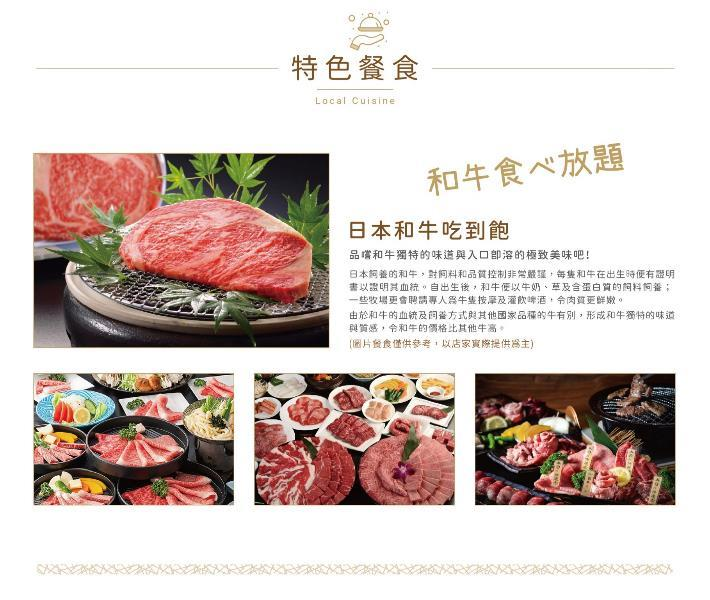 特色餐食
Local Cuisine
和牛食べ放題
日本和牛吃到飽
品嚐和牛獨特的味道與入口即溶的極致美味吧!
日本飼養的和牛，對飼料和品質控制非常嚴謹，每隻和牛在出生時便有證明
書以證明其血統。自出生後，和牛便以牛奶、草及含蛋白質的飼料飼養；
一些牧場更會聘請專人為牛隻按摩及灌飲啤酒，令肉質更鮮嫩。
由於和牛的血統及飼養方式與其他國家品種的牛有別，形成和牛獨特的味道
與質感，令和牛的價格比其他牛高。
(圖片餐食僅供參考，以店家實際提供為主)